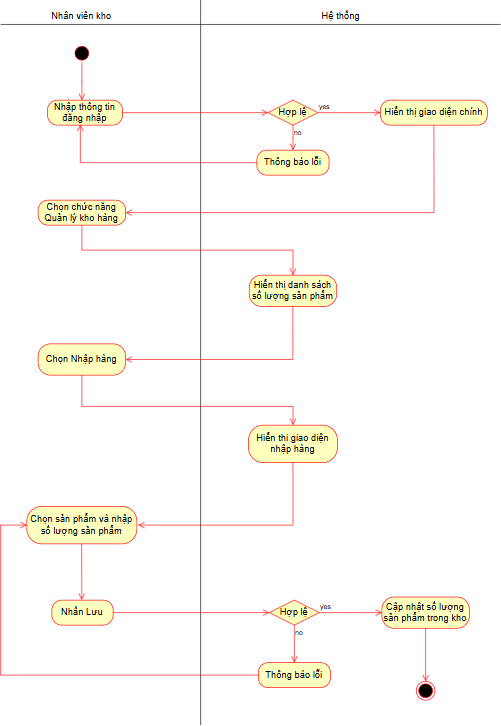 Nhân viên kho
Hệ thống
Nhập thông tin
đăng nhập
Hợp lệ
yes
no
Hiển thị giao diện chính
Thông báo lỗi
Chọn chức năng
Quản lý kho hàng
Hiển thị danh sách
số lượng sản phẩm
Chọn Nhập hàng
Hiển thị giao diện
nhập hàng
Chọn sản phẩm và nhập
số lượng sản phẩm
Nhấn Lưu
Hợp lệ
yes
no
Cập nhật số lượng
sản phẩm trong kho
Thông báo lỗi